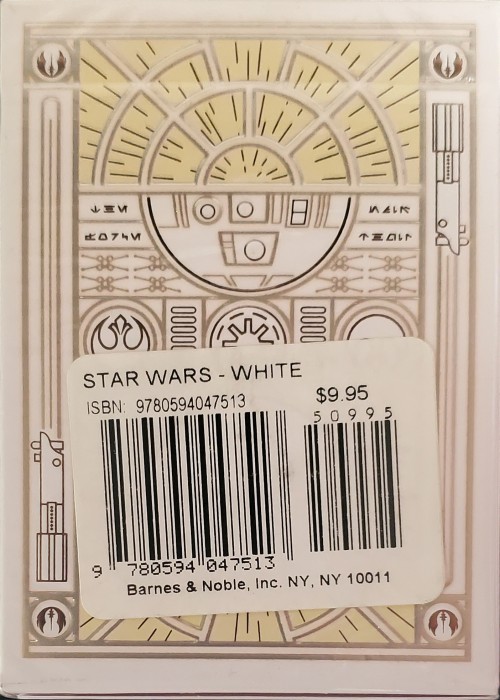 STAR WARS - WHITE
ISBN: 9780594047513
$9.95
50995
9 780594 047513
Barnes & Noble, Inc. NY, NY 10011